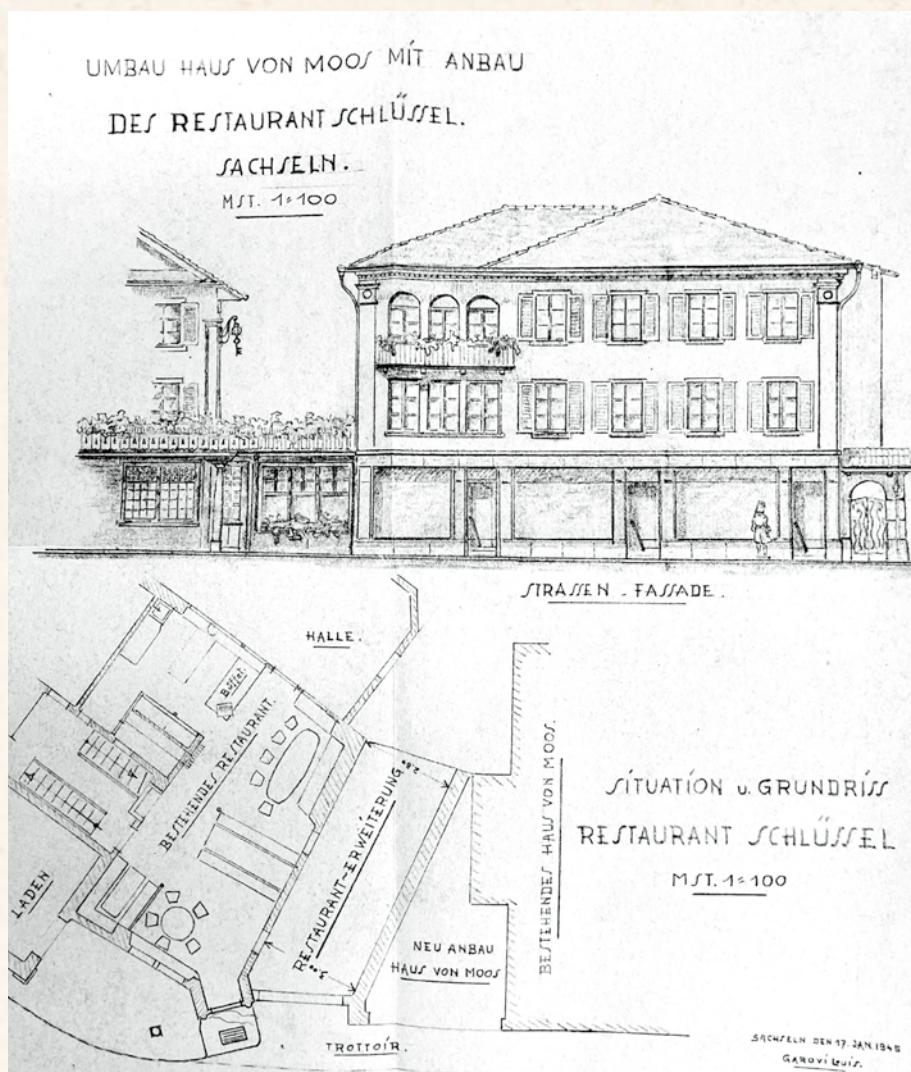 UMBAU HAUS VON MOOS MIT ANBAU
DES RESTAURANT SCHLÜSSEL.
SACHSELN.
MST. 1:100
STRASSEN - FASSADE.
HALLE.
Büffet
BESTEHENDES RESTAURANT.
RESTAURANT-ERWEITERUNG
LADEN
NEU ANBAU
HAUS VON MOOS
BESTEHENDES HAUS VON MOOS.
TROTTOIR.
SITUATION u. GRUNDRISS
RESTAURANT SCHLÜSSEL
MST. 1:100
SACHSELN DEN 17. JAN.
GAROVI Luis.